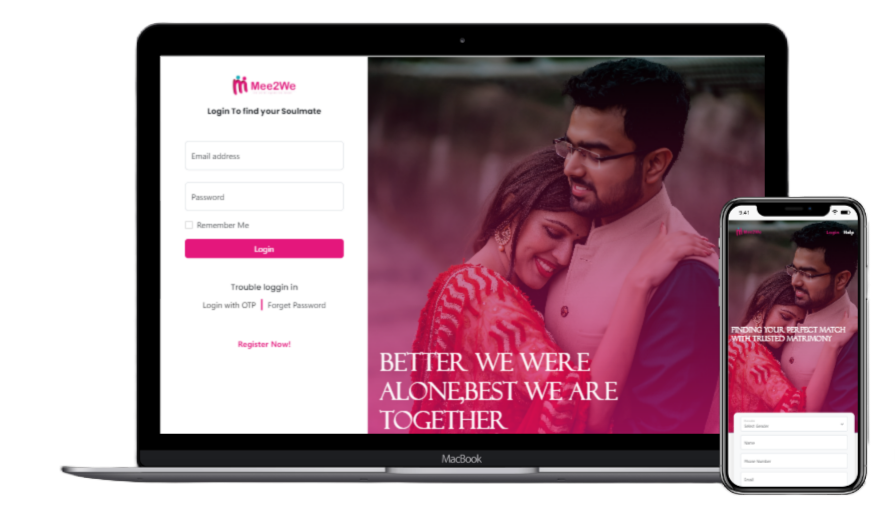 Mee2We
Login To find your Soulmate
Email address
Password
Remember Me
Login
Trouble loggin in
Login with OTP | Forget Password
Register Now!
BETTER WE WERE
ALONE,BEST WE ARE
TOGETHER
MacBook
9:41
Login Help
FINDING YOUR PERFECT MATCH
WITH TRUSTED MATRIMONY
Select Gender
Name
Phone Number
Email